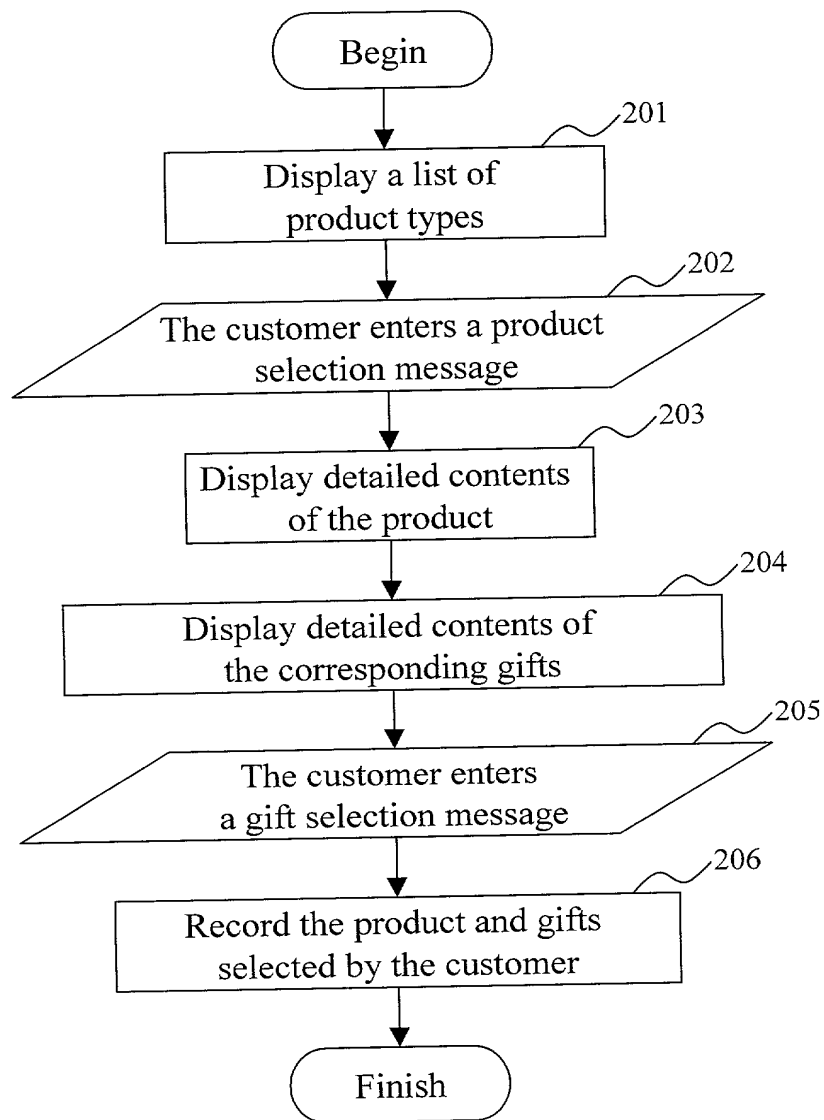 Begin
201
Display a list of
product types
202
The customer enters a product
selection message
203
Display detailed contents
of the product
204
Display detailed contents of
the corresponding gifts
205
The customer enters
a gift selection message
206
Record the product and gifts
selected by the customer
Finish